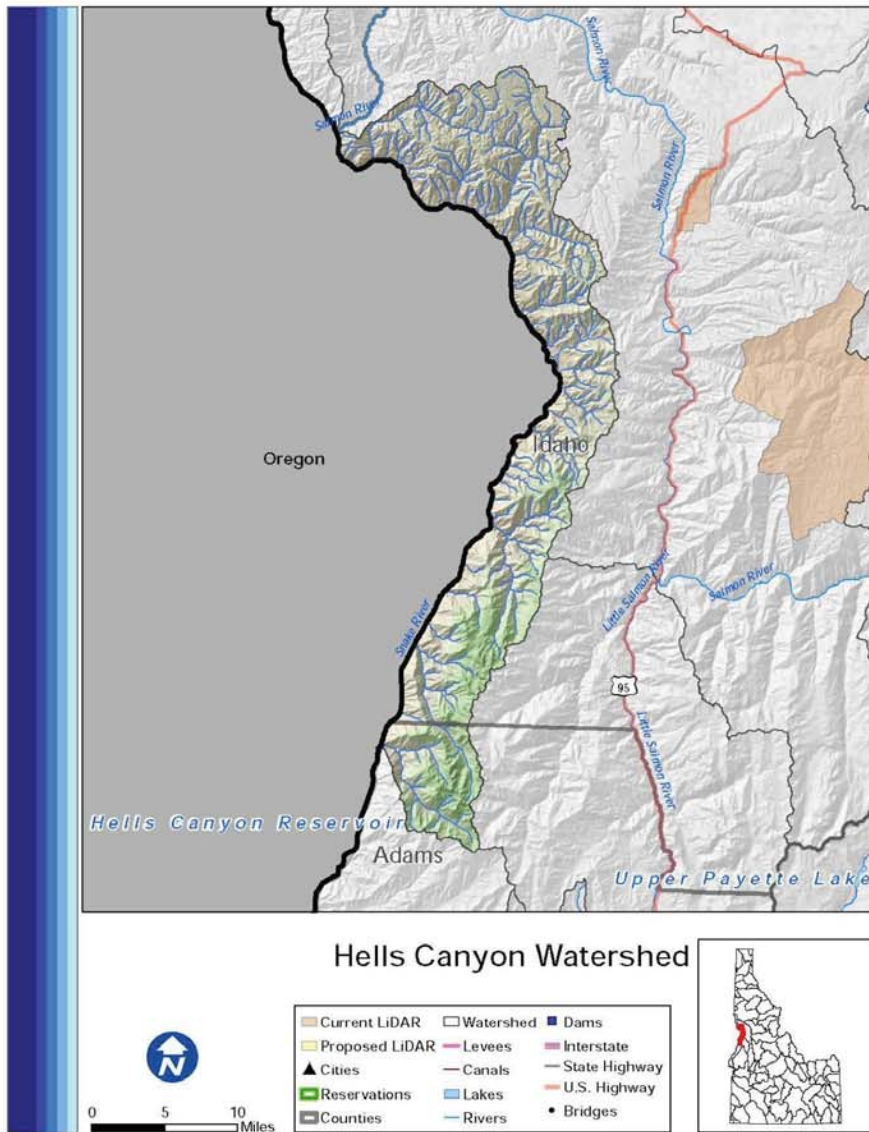 Salmon River
Salmon River
Salmon River
Idaho
Oregon
Snake River
Little Salmon River
Salmon River
95
Little Salmon River
Hells Canyon Reservoir
Adams
Upper Payette Lake
Hells Canyon Watershed
N
0 5 10
Miles
Current LiDAR
Proposed LiDAR
Cities
Reservations
Counties
Watershed
Levees
Canals
Lakes
Rivers
Dams
Interstate
State Highway
U.S. Highway
Bridges